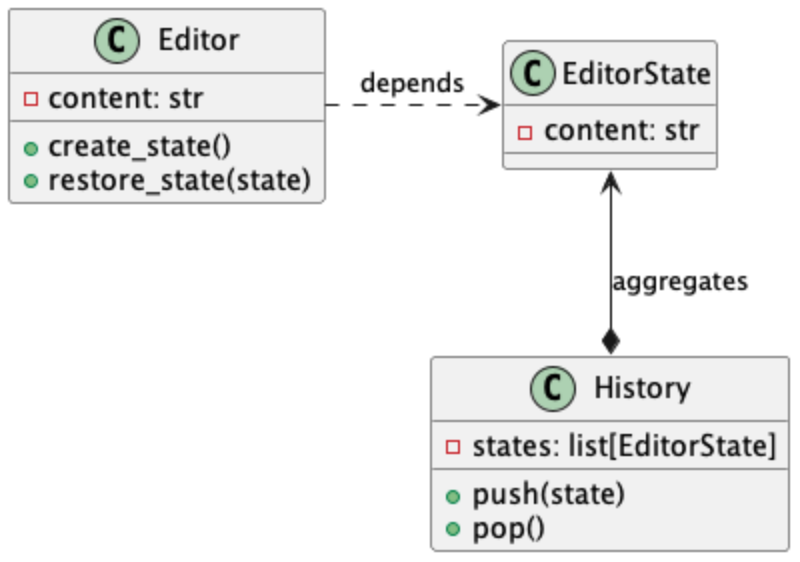 C Editor
content: str
create_state()
restore_state(state)
depends
C EditorState
content: str
aggregates
C History
states: list[EditorState]
push(state)
pop()